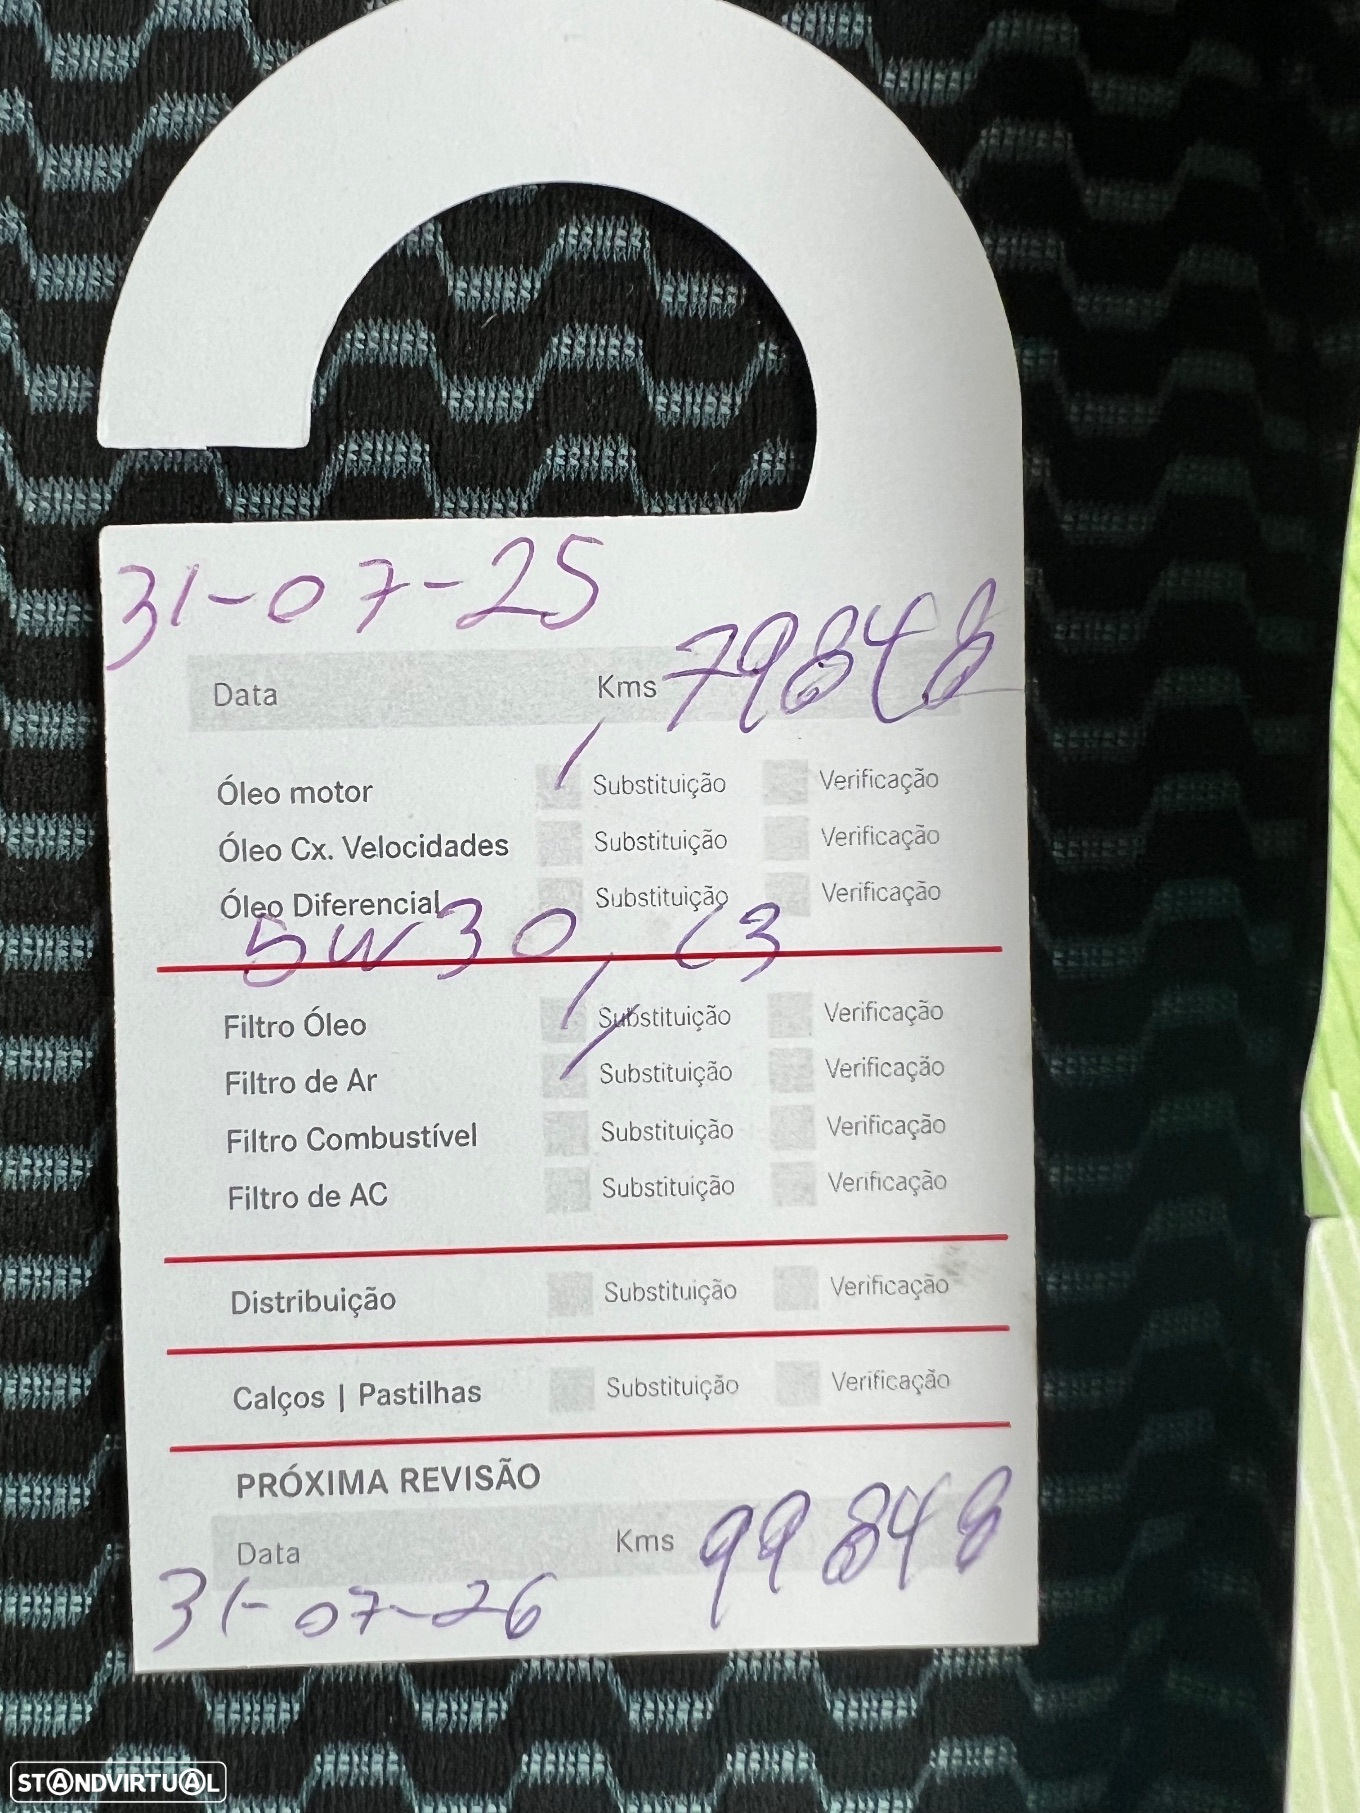 31-07-25
Data Kms 79848
Óleo motor Substituição Verificação
Óleo Cx. Velocidades Substituição Verificação
Óleo Diferencial Substituição Verificação
5W30, C3
Filtro Óleo Substituição Verificação
Filtro de Ar Substituição Verificação
Filtro Combustível Substituição Verificação
Filtro de AC Substituição Verificação
Distribuição Substituição Verificação
Calços | Pastilhas Substituição Verificação
PRÓXIMA REVISÃO
Data Kms 99848
31-07-26
STANDVIRTUAL